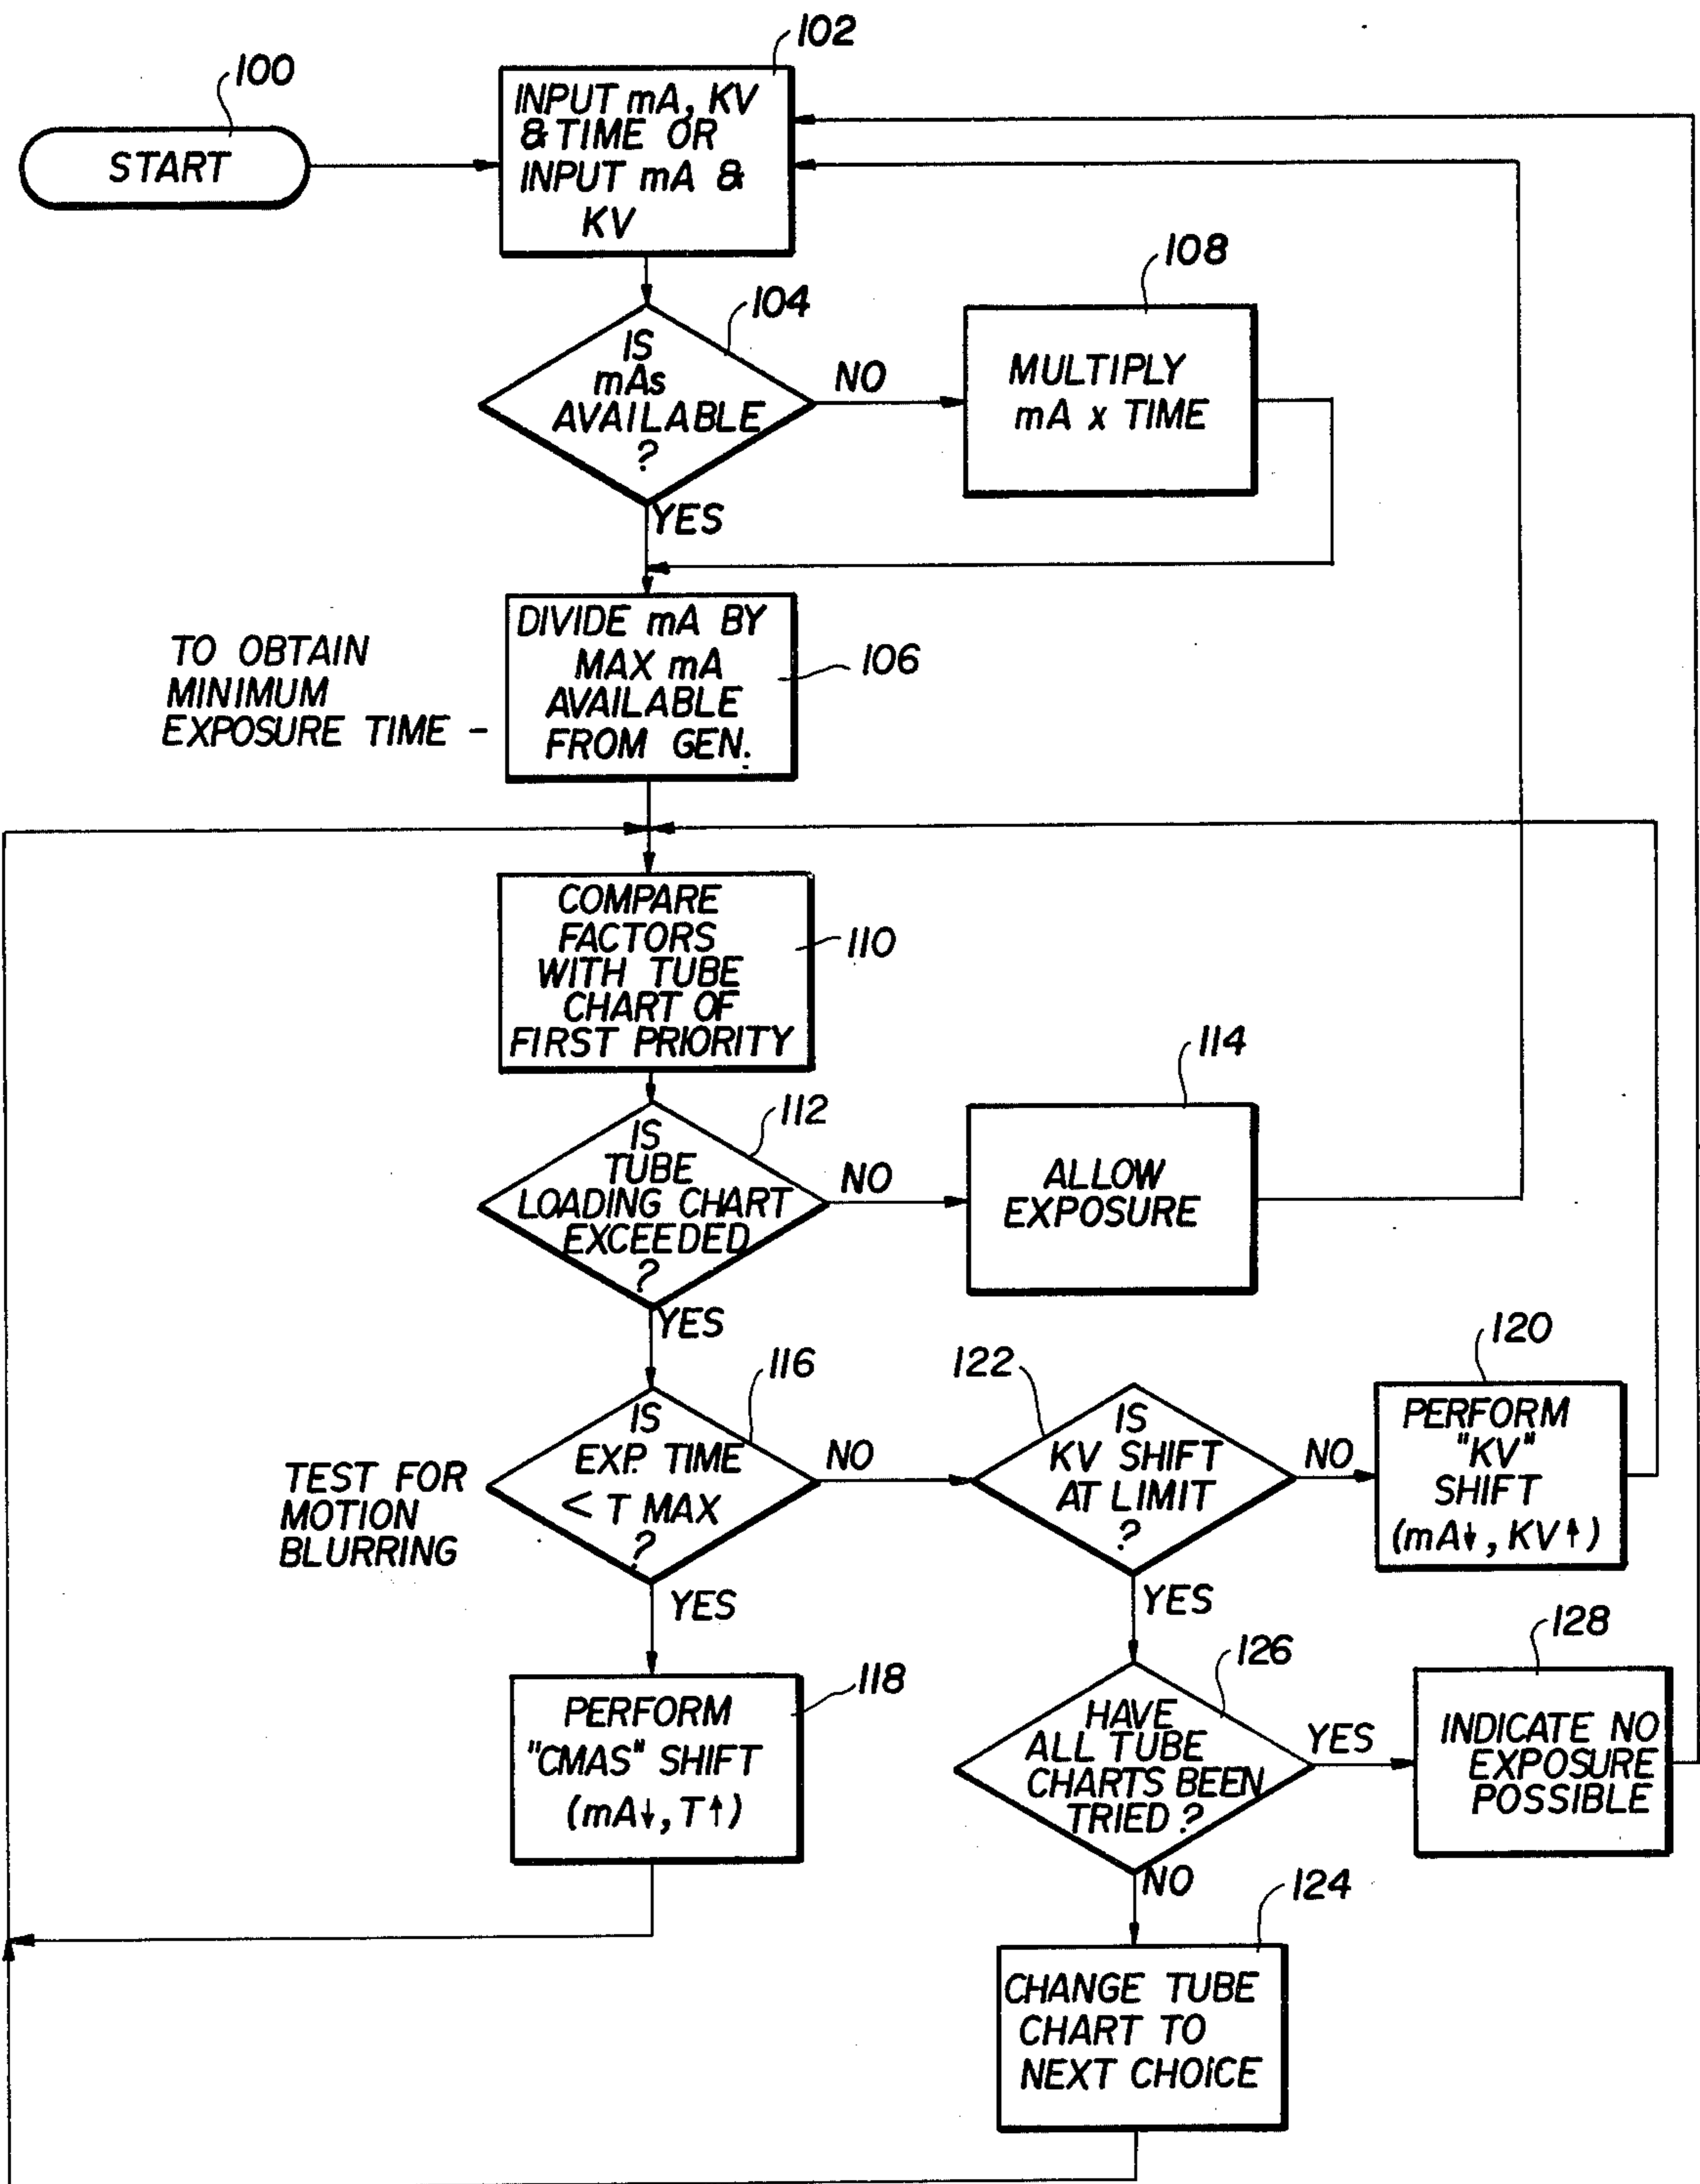 102
100
START
INPUT mA, KV
& TIME OR
INPUT mA &
KV
104
IS
mAs
AVAILABLE
?
NO
YES
108
MULTIPLY
mA x TIME
TO OBTAIN
MINIMUM
EXPOSURE TIME -
DIVIDE mA BY
MAX mA
AVAILABLE
FROM GEN.
106
COMPARE
FACTORS
WITH TUBE
CHART OF
FIRST PRIORITY
110
112
IS
TUBE
LOADING CHART
EXCEEDED
?
NO
YES
114
ALLOW
EXPOSURE
116
TEST FOR
MOTION
BLURRING
IS
EXP. TIME
< T MAX
?
NO
YES
122
IS
KV SHIFT
AT LIMIT
?
NO
YES
120
PERFORM
"KV"
SHIFT
(mA↓, KV↑)
118
PERFORM
"CMAS" SHIFT
(mA↓, T↑)
126
HAVE
ALL TUBE
CHARTS BEEN
TRIED ?
YES
NO
128
INDICATE NO
EXPOSURE
POSSIBLE
124
CHANGE TUBE
CHART TO
NEXT CHOICE